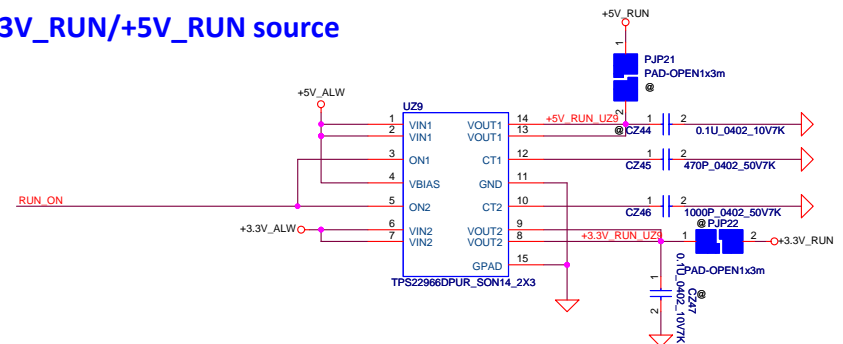 3V_RUN/+5V_RUN source
+5V_RUN
1
PJP21
PAD-OPEN1x3m
@
2
+5V_ALW
UZ9
1 VIN1 VOUT1 14 +5V_RUN_UZ9
2 VIN1 VOUT1 13
@CZ44 1 2 0.1U_0402_10V7K
3 ON1 CT1 12
CZ45 1 2 470P_0402_50V7K
4 VBIAS GND 11
RUN_ON
5 ON2 CT2 10
CZ46 1 2 1000P_0402_50V7K
+3.3V_ALW
6 VIN2 VOUT2 9
7 VIN2 VOUT2 8 +3.3V_RUN_UZ9
@PJP22
1 2 +3.3V_RUN
PAD-OPEN1x3m
GPAD 15
TPS22966DPUR_SON14_2X3
1
2
CZ47
@
0.1U_0402_10V7K